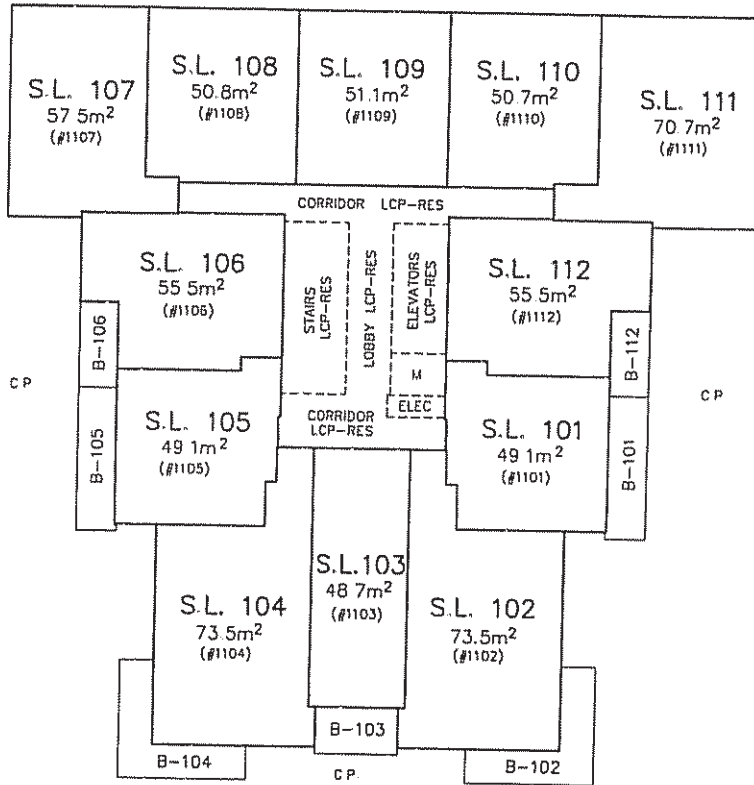 S.L. 107
57 5m²
(#1107)
S.L. 108
50.8m²
(#1108)
S.L. 109
51.1m²
(#1109)
S.L. 110
50.7m²
(#1110)
S.L. 111
70 7m²
(#1111)
CORRIDOR LCP-RES
S.L. 106
55 5m²
(#1106)
STAIRS
LCP-RES
LOBBY LCP-RES
ELEVATORS
LCP-RES
S.L. 112
55.5m²
(#1112)
B-106
B-112
C P
C P
M
ELEC
CORRIDOR
LCP-RES
S.L. 105
49 1m²
(#1105)
S.L. 101
49 1m²
(#1101)
B-105
B-101
S.L. 104
73.5m²
(#1104)
S.L.103
48 7m²
(#1103)
S.L. 102
73.5m²
(#1102)
B-103
B-104
B-102
C P.